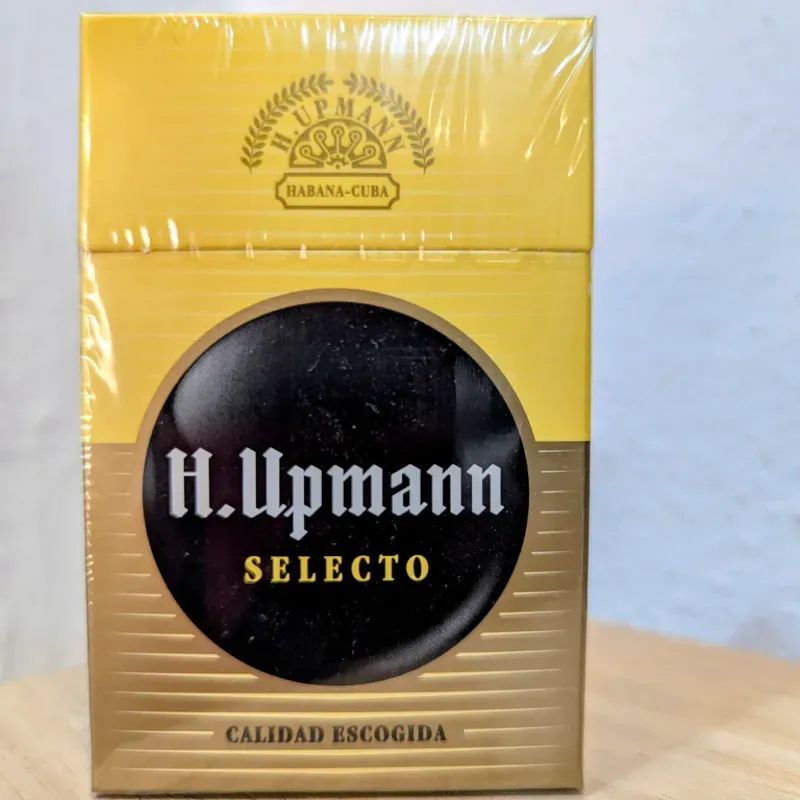 H. UPMANN
HABANA-CUBA
H.Upmann
SELECTO
CALIDAD ESCOGIDA